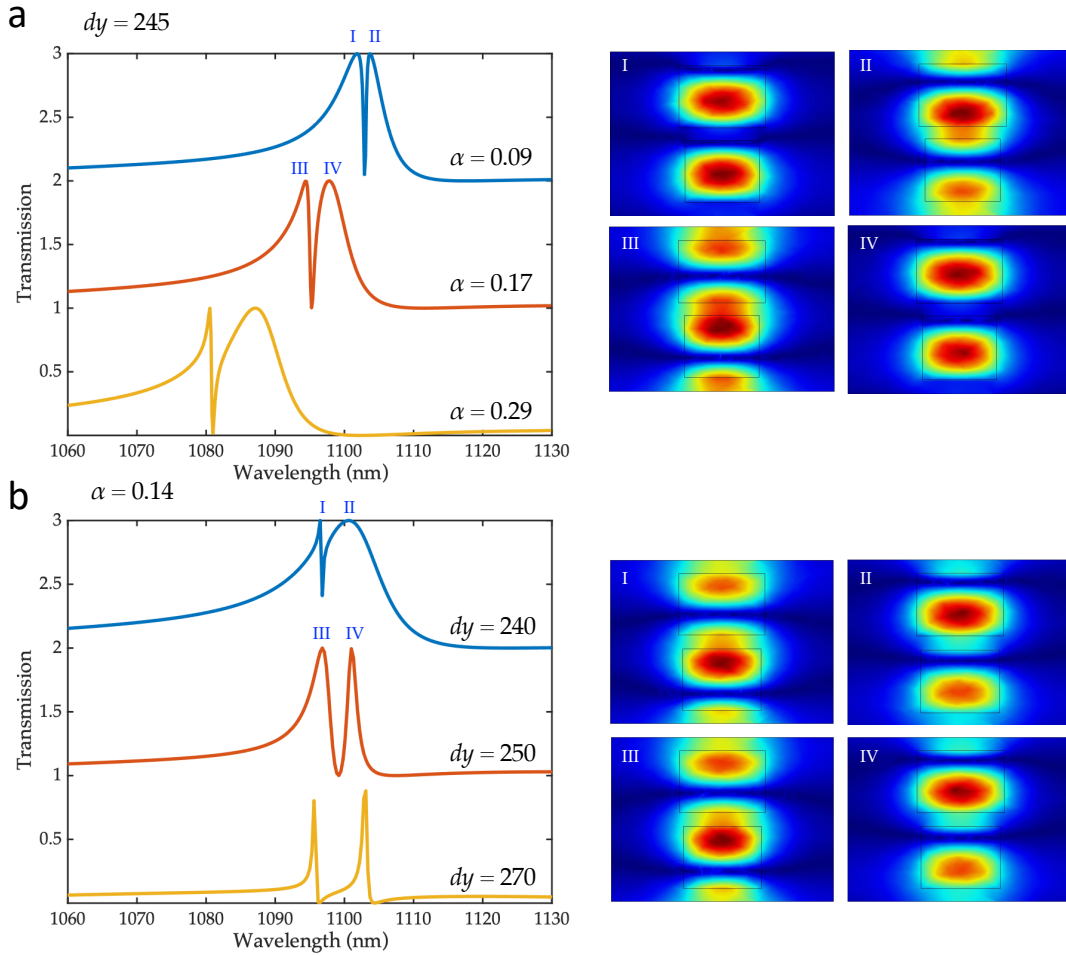 a
dy = 245
I II
I
II
3
2.5
α = 0.09
2
III IV
1.5
III
IV
α = 0.17
1
0.5
α = 0.29
Transmission
1060 1070 1080 1090 1100 1110 1120 1130
Wavelength (nm)
b
α = 0.14
I II
3
2.5
I
II
dy = 240
2
III IV
1.5
dy = 250
III
IV
1
0.5
dy = 270
Transmission
1060 1070 1080 1090 1100 1110 1120 1130
Wavelength (nm)